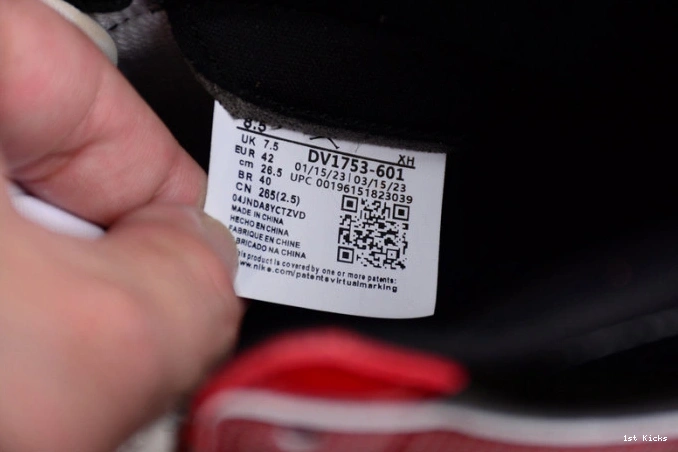 8.5
UK 7.5
EUR 42
cm 26.5
BR 40
CN 265(2.5)
XH
DV1753-601
01/15/23 | 03/15/23
UPC 00196151823039
04JNDA8YCTZVD
MADE IN CHINA
HECHO EN CHINA
FABRIQUE EN CHINE
FABRICADO NA CHINA
This product is covered by one or more patents:
www.nike.com/patentsvirtualmarking
1st Kicks